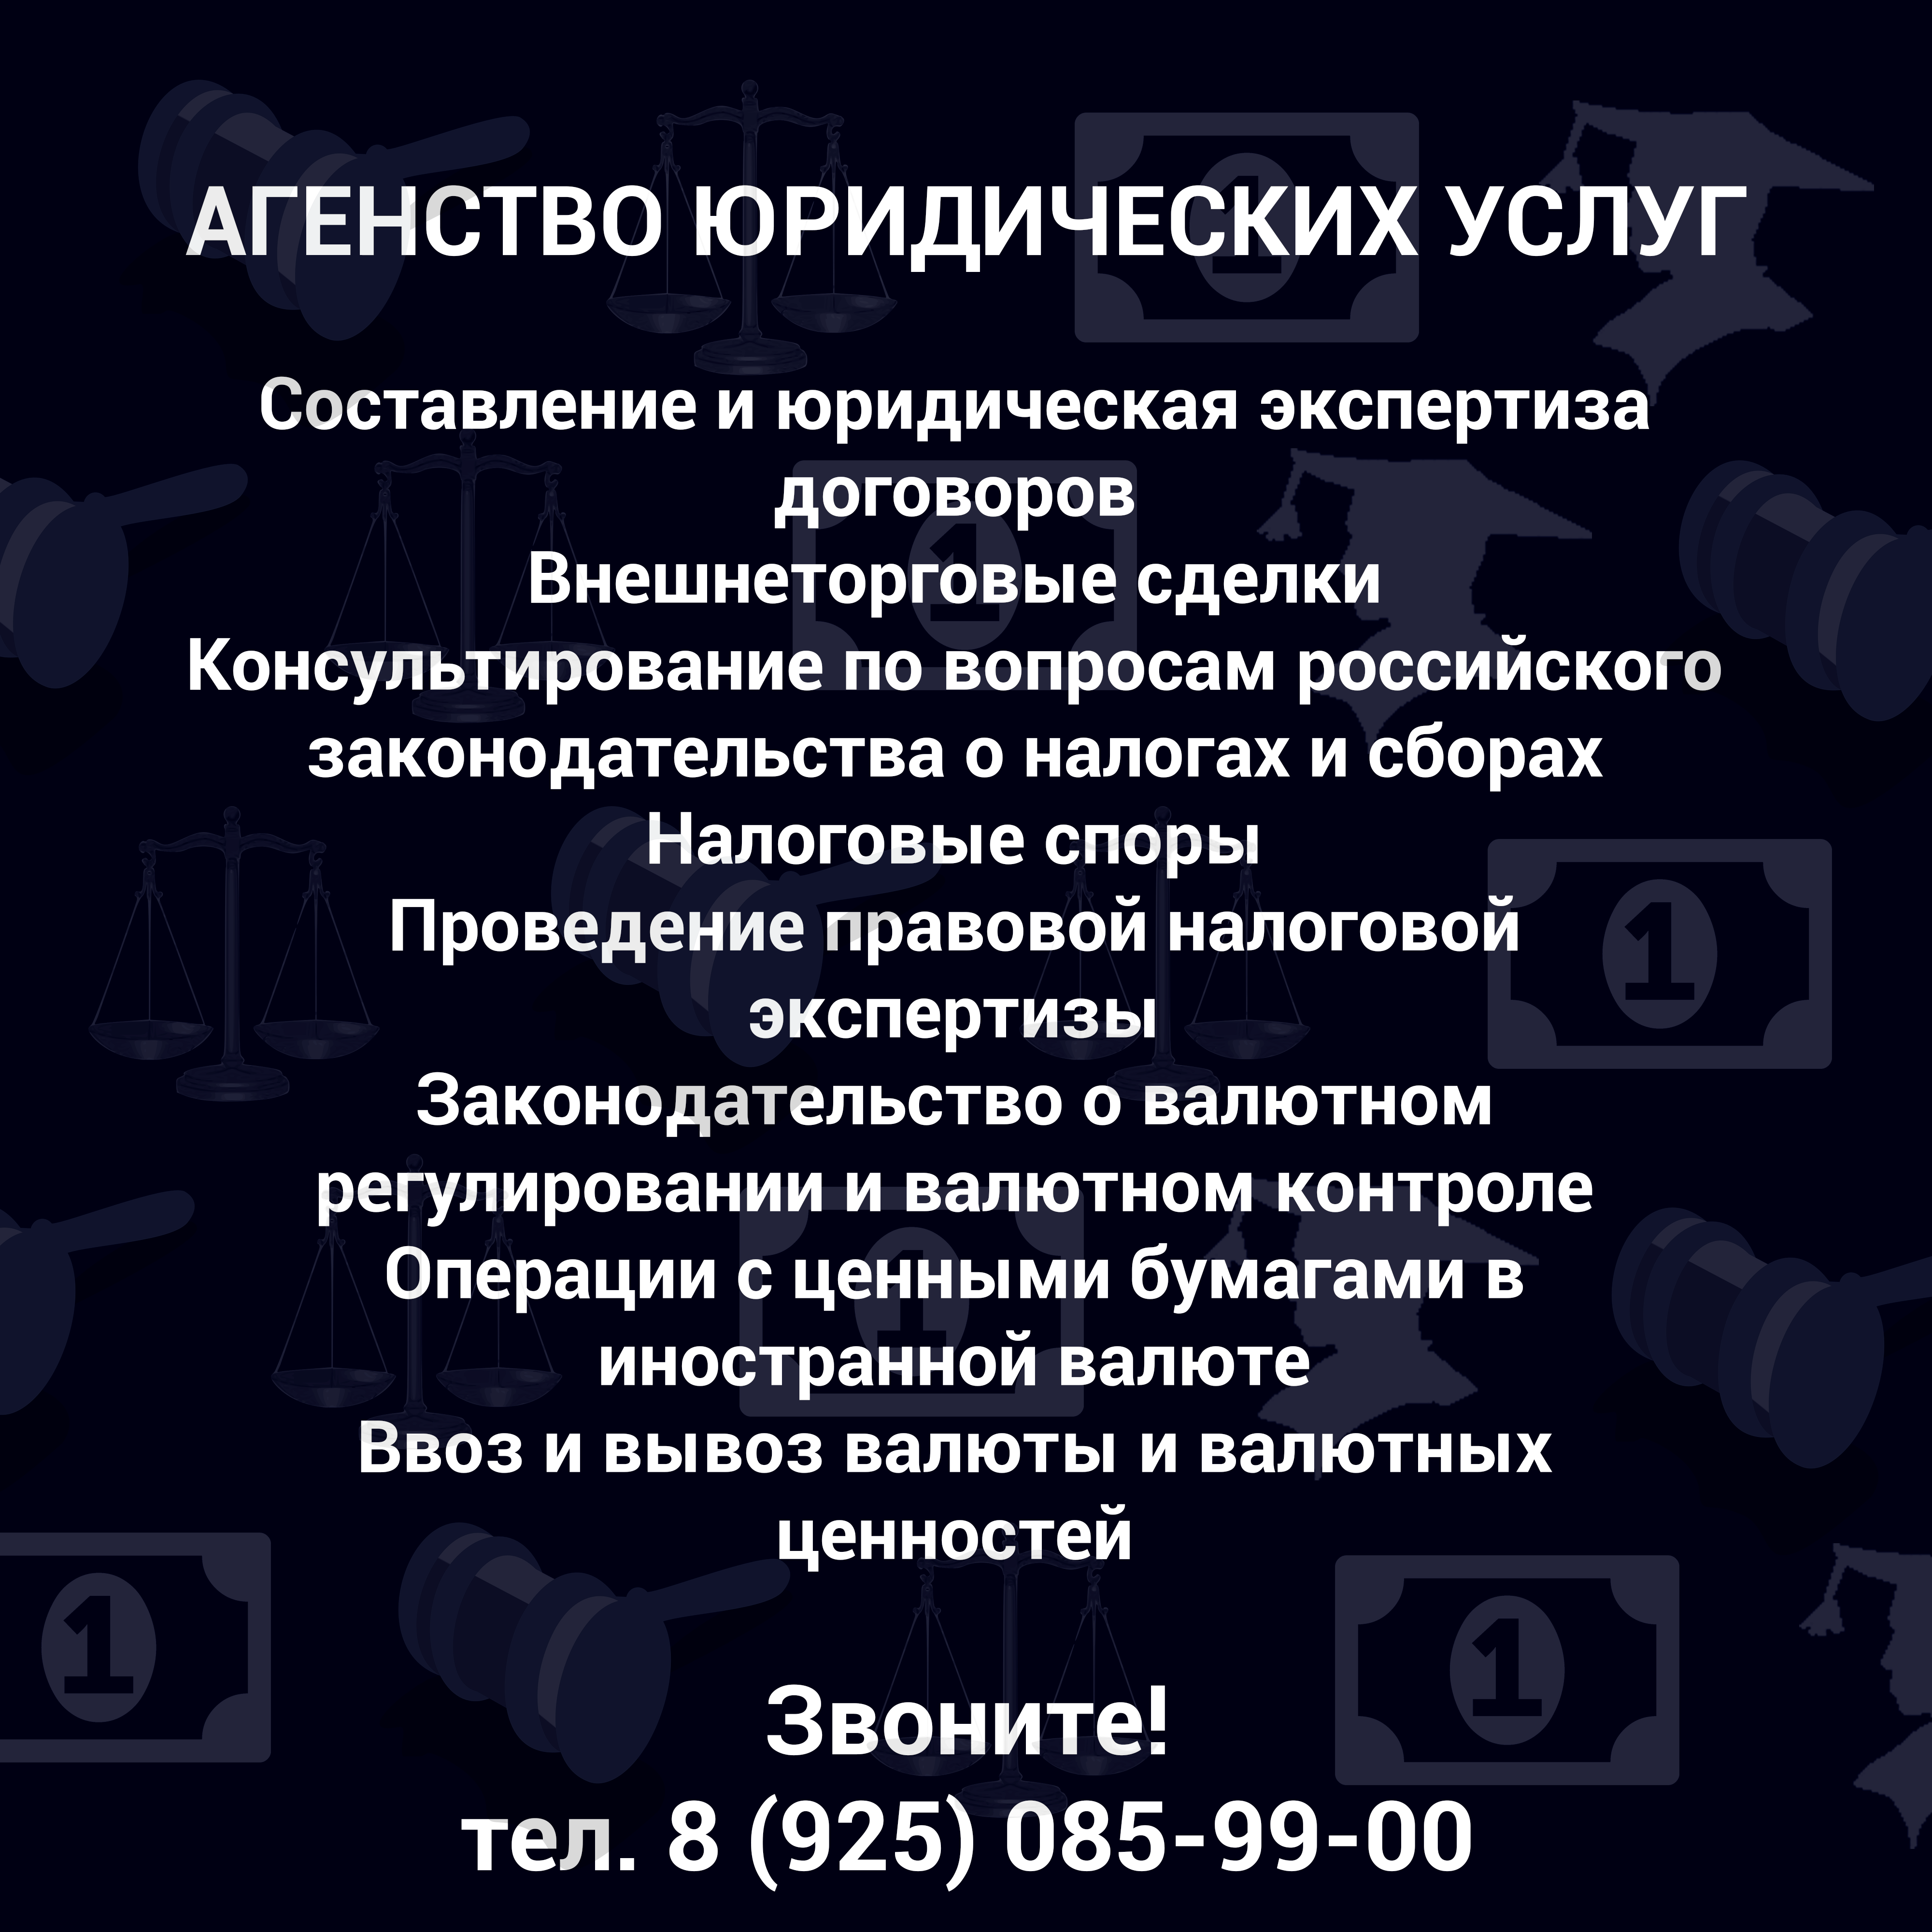 АГЕНСТВО ЮРИДИЧЕСКИХ УСЛУГ
Составление и юридическая экспертиза
договоров
Внешнеторговые сделки
Консультирование по вопросам российского
законодательства о налогах и сборах
Налоговые споры
Проведение правовой налоговой
экспертизы
Законодательство о валютном
регулировании и валютном контроле
Операции с ценными бумагами в
иностранной валюте
Ввоз и вывоз валюты и валютных
ценностей
Звоните!
тел. 8 (925) 085-99-00